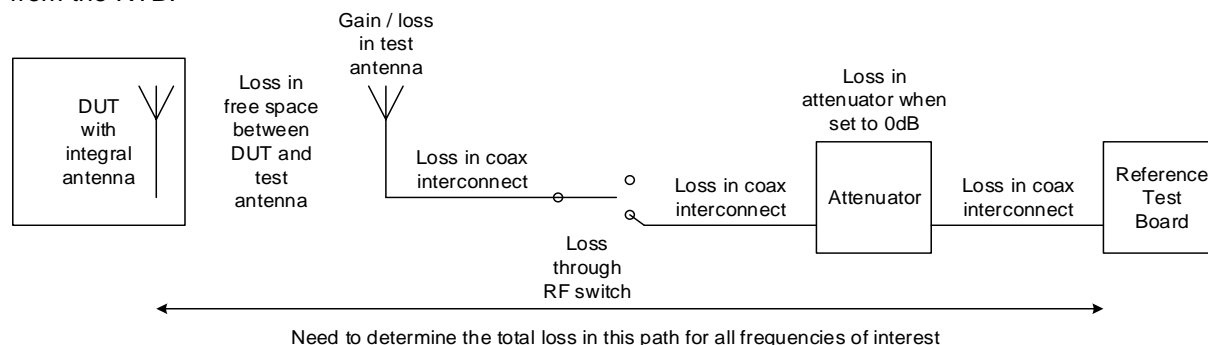 Gain / loss
in test
antenna
DUT
with
integral
antenna
Loss in
free space
between
DUT and
test
antenna
Loss in coax
interconnect
Loss
through
RF switch
Loss in coax
interconnect
Loss in
attenuator when
set to 0dB
Attenuator
Loss in coax
interconnect
Reference
Test
Board
Need to determine the total loss in this path for all frequencies of interest